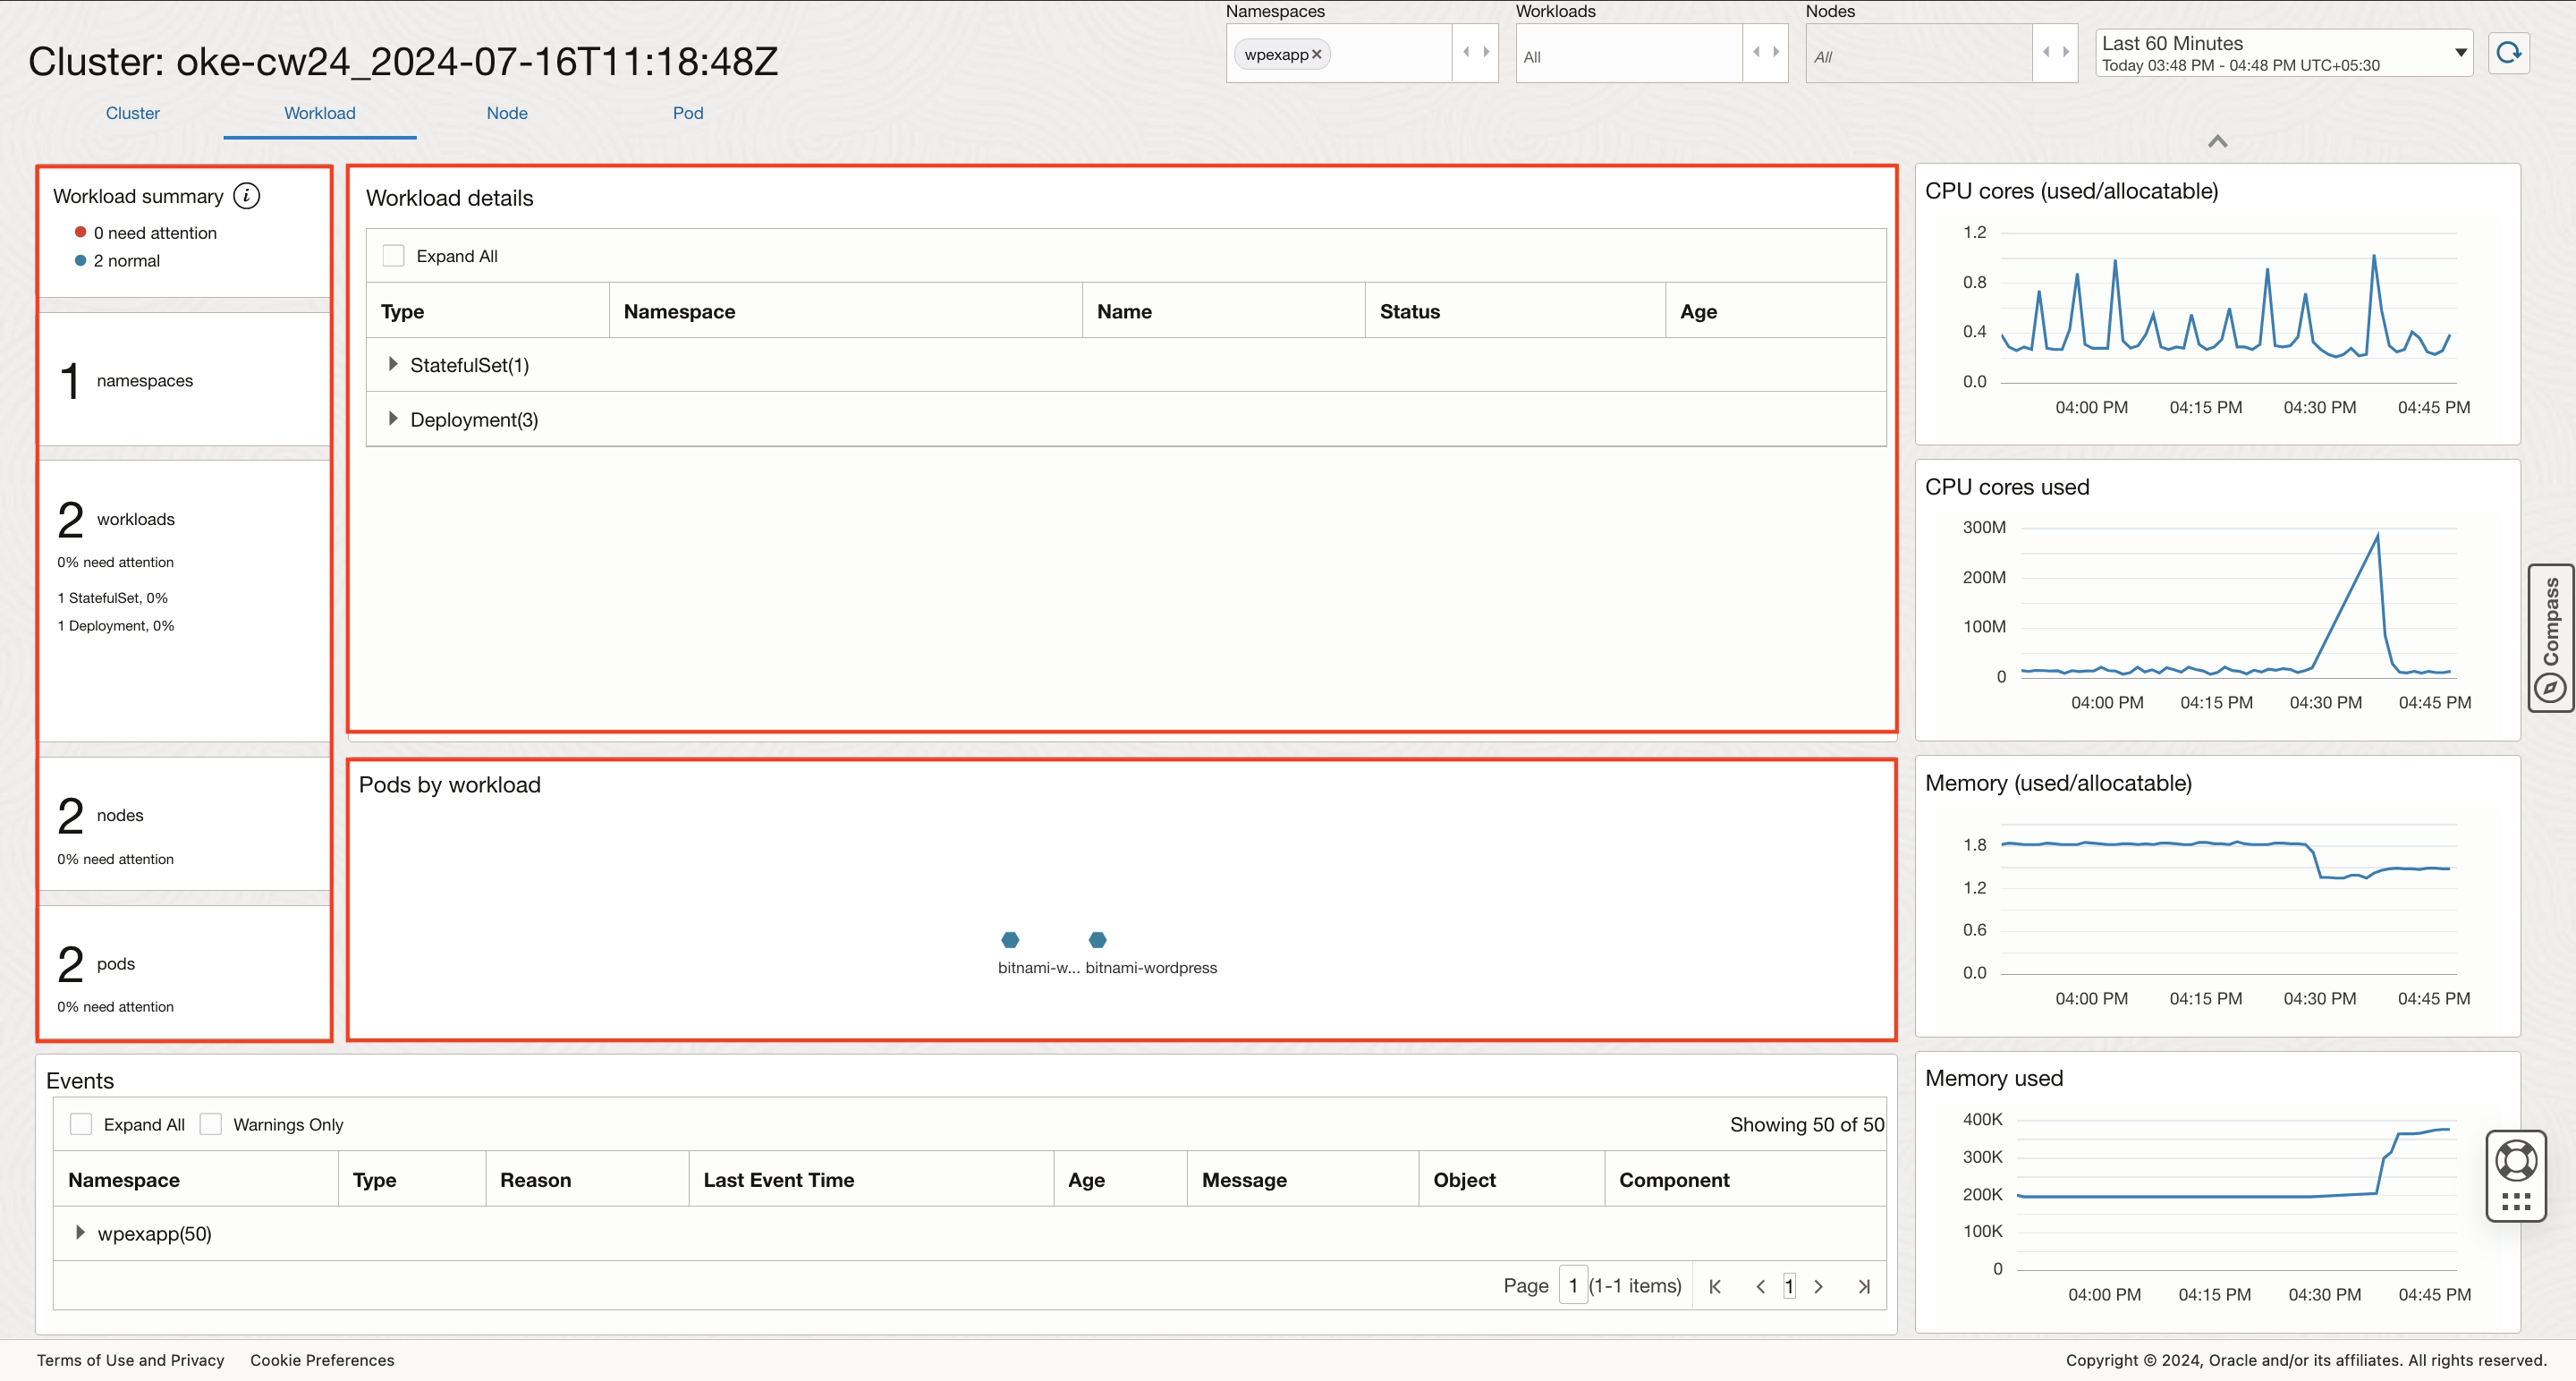 Namespaces
Workloads
Nodes
Cluster: oke-cw24_2024-07-16T11:18:48Z
wpexapp
All
All
Last 60 Minutes
Today 03:48 PM - 04:48 PM UTC+05:30
Cluster
Workload
Node
Pod
Workload summary i
0 need attention
2 normal
1 namespaces
2 workloads
0% need attention
1 StatefulSet, 0%
1 Deployment, 0%
2 nodes
0% need attention
2 pods
0% need attention
Workload details
Expand All
Type Namespace Name Status Age
StatefulSet(1)
Deployment(3)
Pods by workload
bitnami-w... bitnami-wordpress
Events
Expand All Warnings Only Showing 50 of 50
Namespace Type Reason Last Event Time Age Message Object Component
wpexapp(50)
Page 1 (1-1 items) 1
CPU cores (used/allocatable)
1.2
0.8
0.4
0.0
04:00 PM 04:15 PM 04:30 PM 04:45 PM
CPU cores used
300M
200M
100M
0
04:00 PM 04:15 PM 04:30 PM 04:45 PM
Memory (used/allocatable)
1.8
1.2
0.6
0.0
04:00 PM 04:15 PM 04:30 PM 04:45 PM
Memory used
400K
300K
200K
100K
0
04:00 PM 04:15 PM 04:30 PM 04:45 PM
Compass
Terms of Use and Privacy Cookie Preferences
Copyright © 2024, Oracle and/or its affiliates. All rights reserved.